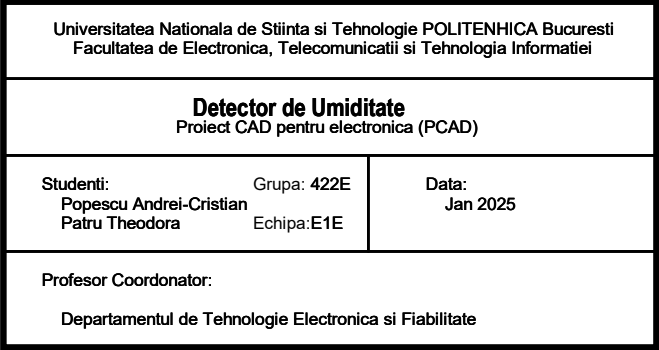 Universitatea Nationala de Stiinta si Tehnologie POLITENHICA Bucuresti
Facultatea de Electronica, Telecomunicatii si Tehnologia Informatiei
Detector de Umiditate
Proiect CAD pentru electronica (PCAD)
Studenti: Grupa: 422E
Popescu Andrei-Cristian
Patru Theodora Echipa:E1E
Data:
Jan 2025
Profesor Coordonator:
Departamentul de Tehnologie Electronica si Fiabilitate